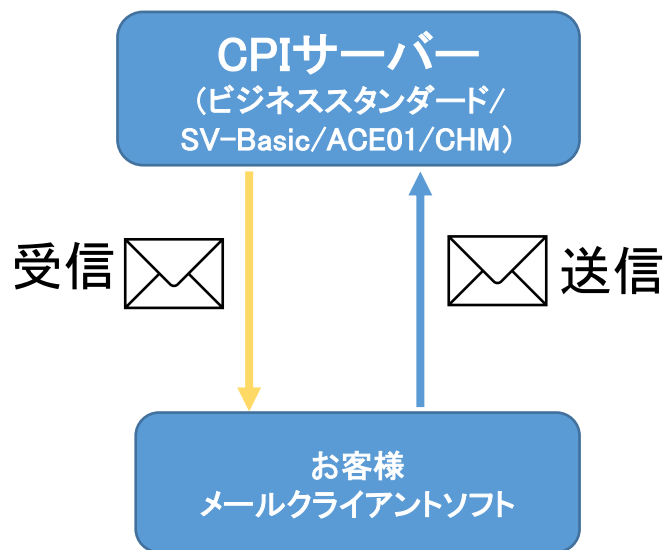 CPIサーバー
（ビジネススタンダード/
SV-Basic/ACE01/CHM）
受信
送信
お客様
メールクライアントソフト